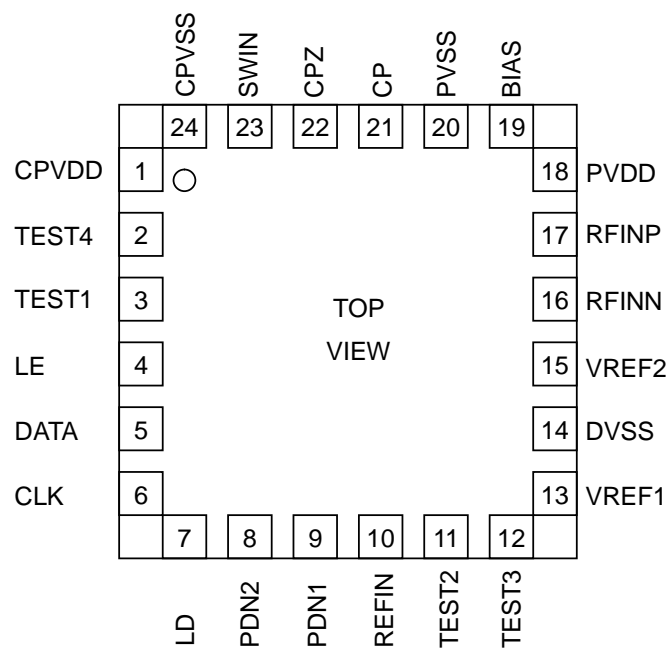 CPVSS SWIN CPZ CP PVSS BIAS
24 23 22 21 20 19
CPVDD 1 18 PVDD
TEST4 2 17 RFINP
TEST1 3 TOP 16 RFINN
LE 4 VIEW 15 VREF2
DATA 5 14 DVSS
CLK 6 13 VREF1
7 8 9 10 11 12
LD PDN2 PDN1 REFIN TEST2 TEST3